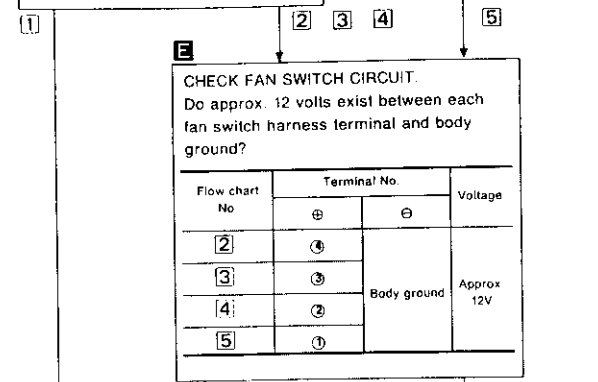 1 2 3 4 5
E
CHECK FAN SWITCH CIRCUIT.
Do approx. 12 volts exist between each
fan switch harness terminal and body
ground?
Flow chart No Terminal No. Voltage
⊕ ⊖
2 ④ Body ground Approx 12V
3 ③
4 ②
5 ①